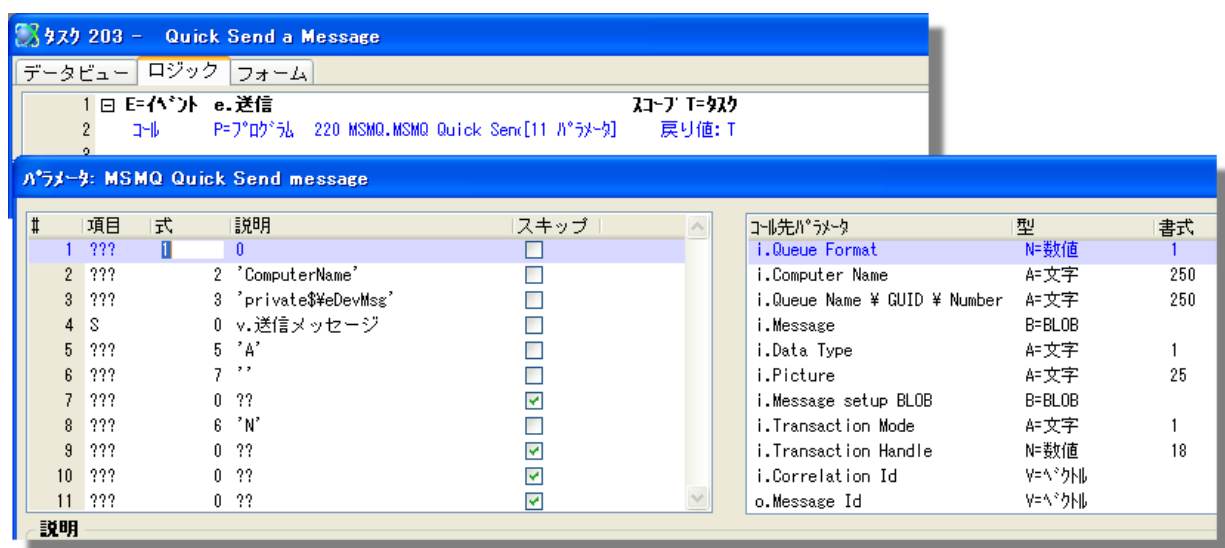 タスク 203 - Quick Send a Message
データビュー ロジック フォーム
1 E=ｲﾍﾞﾝﾄ e.送信 ｽｺｰﾌﾟ T=ﾀｽｸ
2 ｺｰﾙ P=ﾌﾟﾛｸﾞﾗﾑ 220 MSMQ.MSMQ Quick Senc[11 ﾊﾟﾗﾒｰﾀ] 戻り値: T
3
ﾊﾟﾗﾒｰﾀ: MSMQ Quick Send message
# 項目 式 説明 スキップ ｺｰﾙ先ﾊﾟﾗﾒｰﾀ 型 書式
1 ??? 1 0 i.Queue Format N=数値 1
2 ??? 2 'ComputerName' i.Computer Name A=文字 250
3 ??? 3 'private$¥eDevMsg' i.Queue Name ¥ GUID ¥ Number A=文字 250
4 S 0 v.送信メッセージ i.Message B=BLOB
5 ??? 5 'A' i.Data Type A=文字 1
6 ??? 7 '' i.Picture A=文字 25
7 ??? 0 ?? i.Message setup BLOB B=BLOB
8 ??? 6 'N' i.Transaction Mode A=文字 1
9 ??? 0 ?? i.Transaction Handle N=数値 18
10 ??? 0 ?? i.Correlation Id V=ﾍﾞｸﾄﾙ
11 ??? 0 ?? o.Message Id V=ﾍﾞｸﾄﾙ
説明